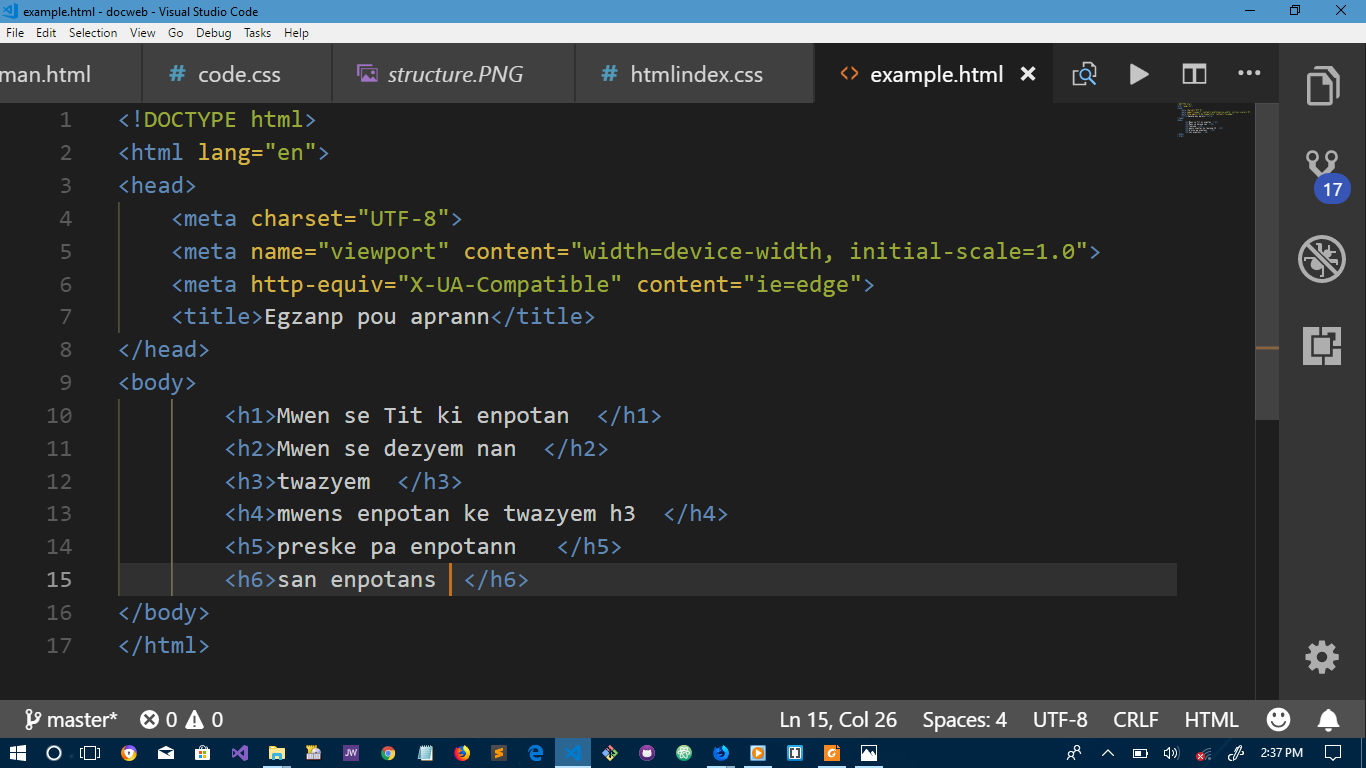 example.html - docweb - Visual Studio Code
File Edit Selection View Go Debug Tasks Help
man.html # code.css structure.PNG # htmlindex.css <> example.html
1 <!DOCTYPE html>
2 <html lang="en">
3 <head>
4 <meta charset="UTF-8">
5 <meta name="viewport" content="width=device-width, initial-scale=1.0">
6 <meta http-equiv="X-UA-Compatible" content="ie=edge">
7 <title>Egzanp pou aprann</title>
8 </head>
9 <body>
10 <h1>Mwen se Tit ki enpotan  </h1>
11 <h2>Mwen se dezyem nan  </h2>
12 <h3>twazyem  </h3>
13 <h4>mwens enpotan ke twazyem h3  </h4>
14 <h5>preske pa enpotann   </h5>
15 <h6>san enpotans  </h6>
16 </body>
17 </html>
17
master* 0 0 Ln 15, Col 26 Spaces: 4 UTF-8 CRLF HTML
JW 2:37 PM